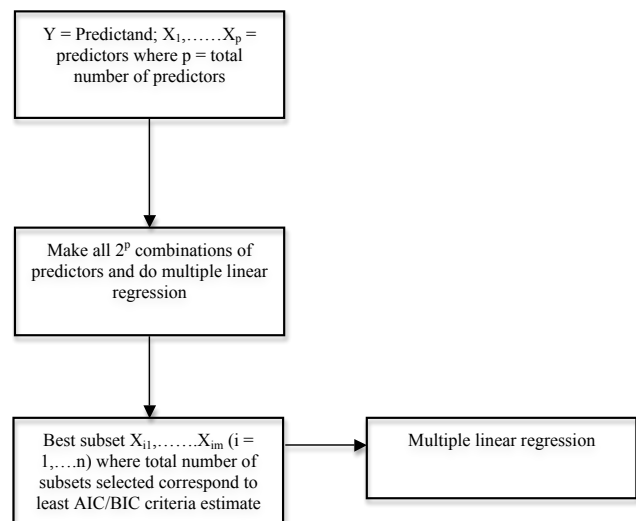 Y = Predictand; X₁,……Xₚ =
predictors where p = total
number of predictors
Make all 2ᵖ combinations of
predictors and do multiple linear
regression
Best subset Xᵢ₁,…….Xᵢₘ (i =
1,….n) where total number of
subsets selected correspond to
least AIC/BIC criteria estimate
Multiple linear regression